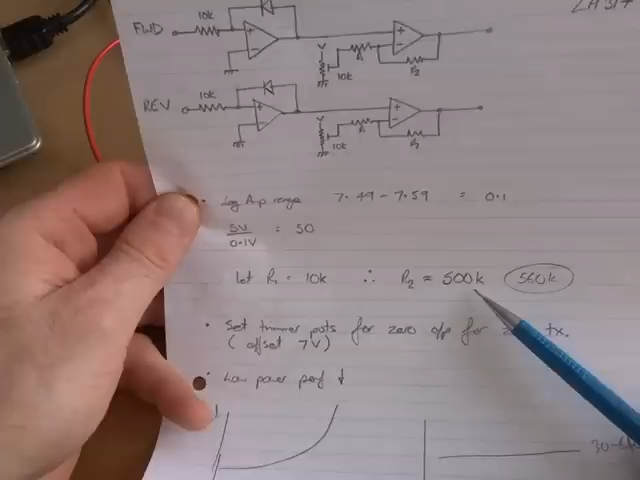 FWD 10k + - V 10k R1 + - R2
REV 10k + - V 10k R1 + - R2
• Log Amp range 7.49 - 7.59 = 0.1
5V/0.1V = 50
Let R1 = 10k ∴ R2 = 500k 560k
• Set trimmer pots for zero o/p for tx.
(offset 7V)
• Low power perf ↓